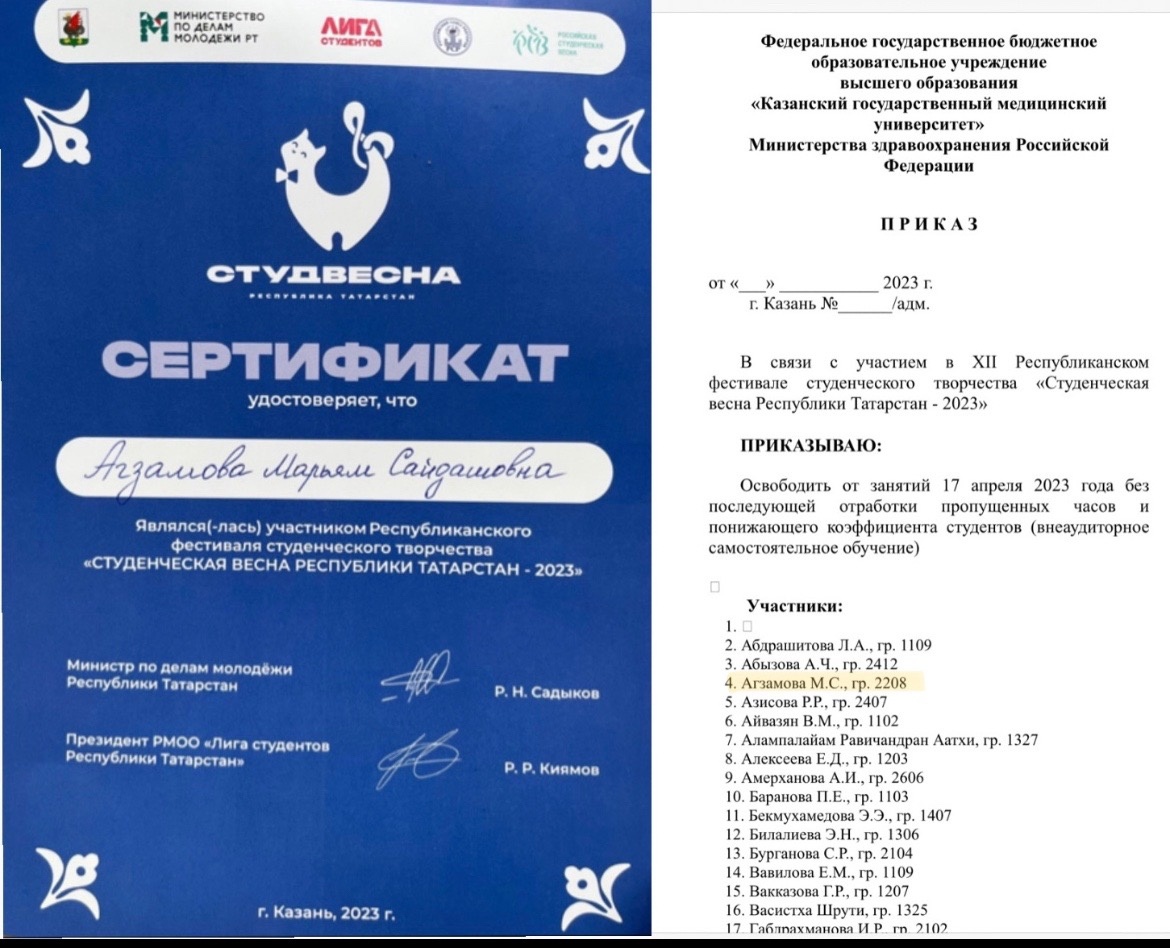 МИНИСТЕРСТВО
ПО ДЕЛАМ
МОЛОДЕЖИ РТ
ЛИГА
СТУДЕНТОВ
РОССИЙСКАЯ
СТУДЕНЧЕСКАЯ
ВЕСНА
СТУДВЕСНА
РЕСПУБЛИКА ТАТАРСТАН
СЕРТИФИКАТ
удостоверяет, что
Агзамова Марьям Сайдашовна
Являлся(-лась) участником Республиканского
фестиваля студенческого творчества
«СТУДЕНЧЕСКАЯ ВЕСНА РЕСПУБЛИКИ ТАТАРСТАН - 2023»
Министр по делам молодёжи
Республики Татарстан
Р. Н. Садыков
Президент РМОО «Лига студентов
Республики Татарстан»
Р. Р. Киямов
г. Казань, 2023 г.
Федеральное государственное бюджетное
образовательное учреждение
высшего образования
«Казанский государственный медицинский
университет»
Министерства здравоохранения Российской
Федерации
П Р И К А З
от «___» ___________ 2023 г.
г. Казань №______/адм.
В связи с участием в XII Республиканском
фестивале студенческого творчества «Студенческая
весна Республики Татарстан - 2023»
ПРИКАЗЫВАЮ:
Освободить от занятий 17 апреля 2023 года без
последующей отработки пропущенных часов и
понижающего коэффициента студентов (внеаудиторное
самостоятельное обучение)
Участники:
1.
2. Абдрашитова Л.А., гр. 1109
3. Абызова А.Ч., гр. 2412
4. Агзамова М.С., гр. 2208
5. Азисова Р.Р., гр. 2407
6. Айвазян В.М., гр. 1102
7. Алампалайам Равичандран Аатхи, гр. 1327
8. Алексеева Е.Д., гр. 1203
9. Амерханова А.И., гр. 2606
10. Баранова П.Е., гр. 1103
11. Бекмухамедова Э.Э., гр. 1407
12. Билалиева Э.Н., гр. 1306
13. Бурганова С.Р., гр. 2104
14. Вавилова Е.М., гр. 1109
15. Вакказова Г.Р., гр. 1207
16. Васистха Шрути, гр. 1325
17. Габдрахманова И.Р., гр. 2102